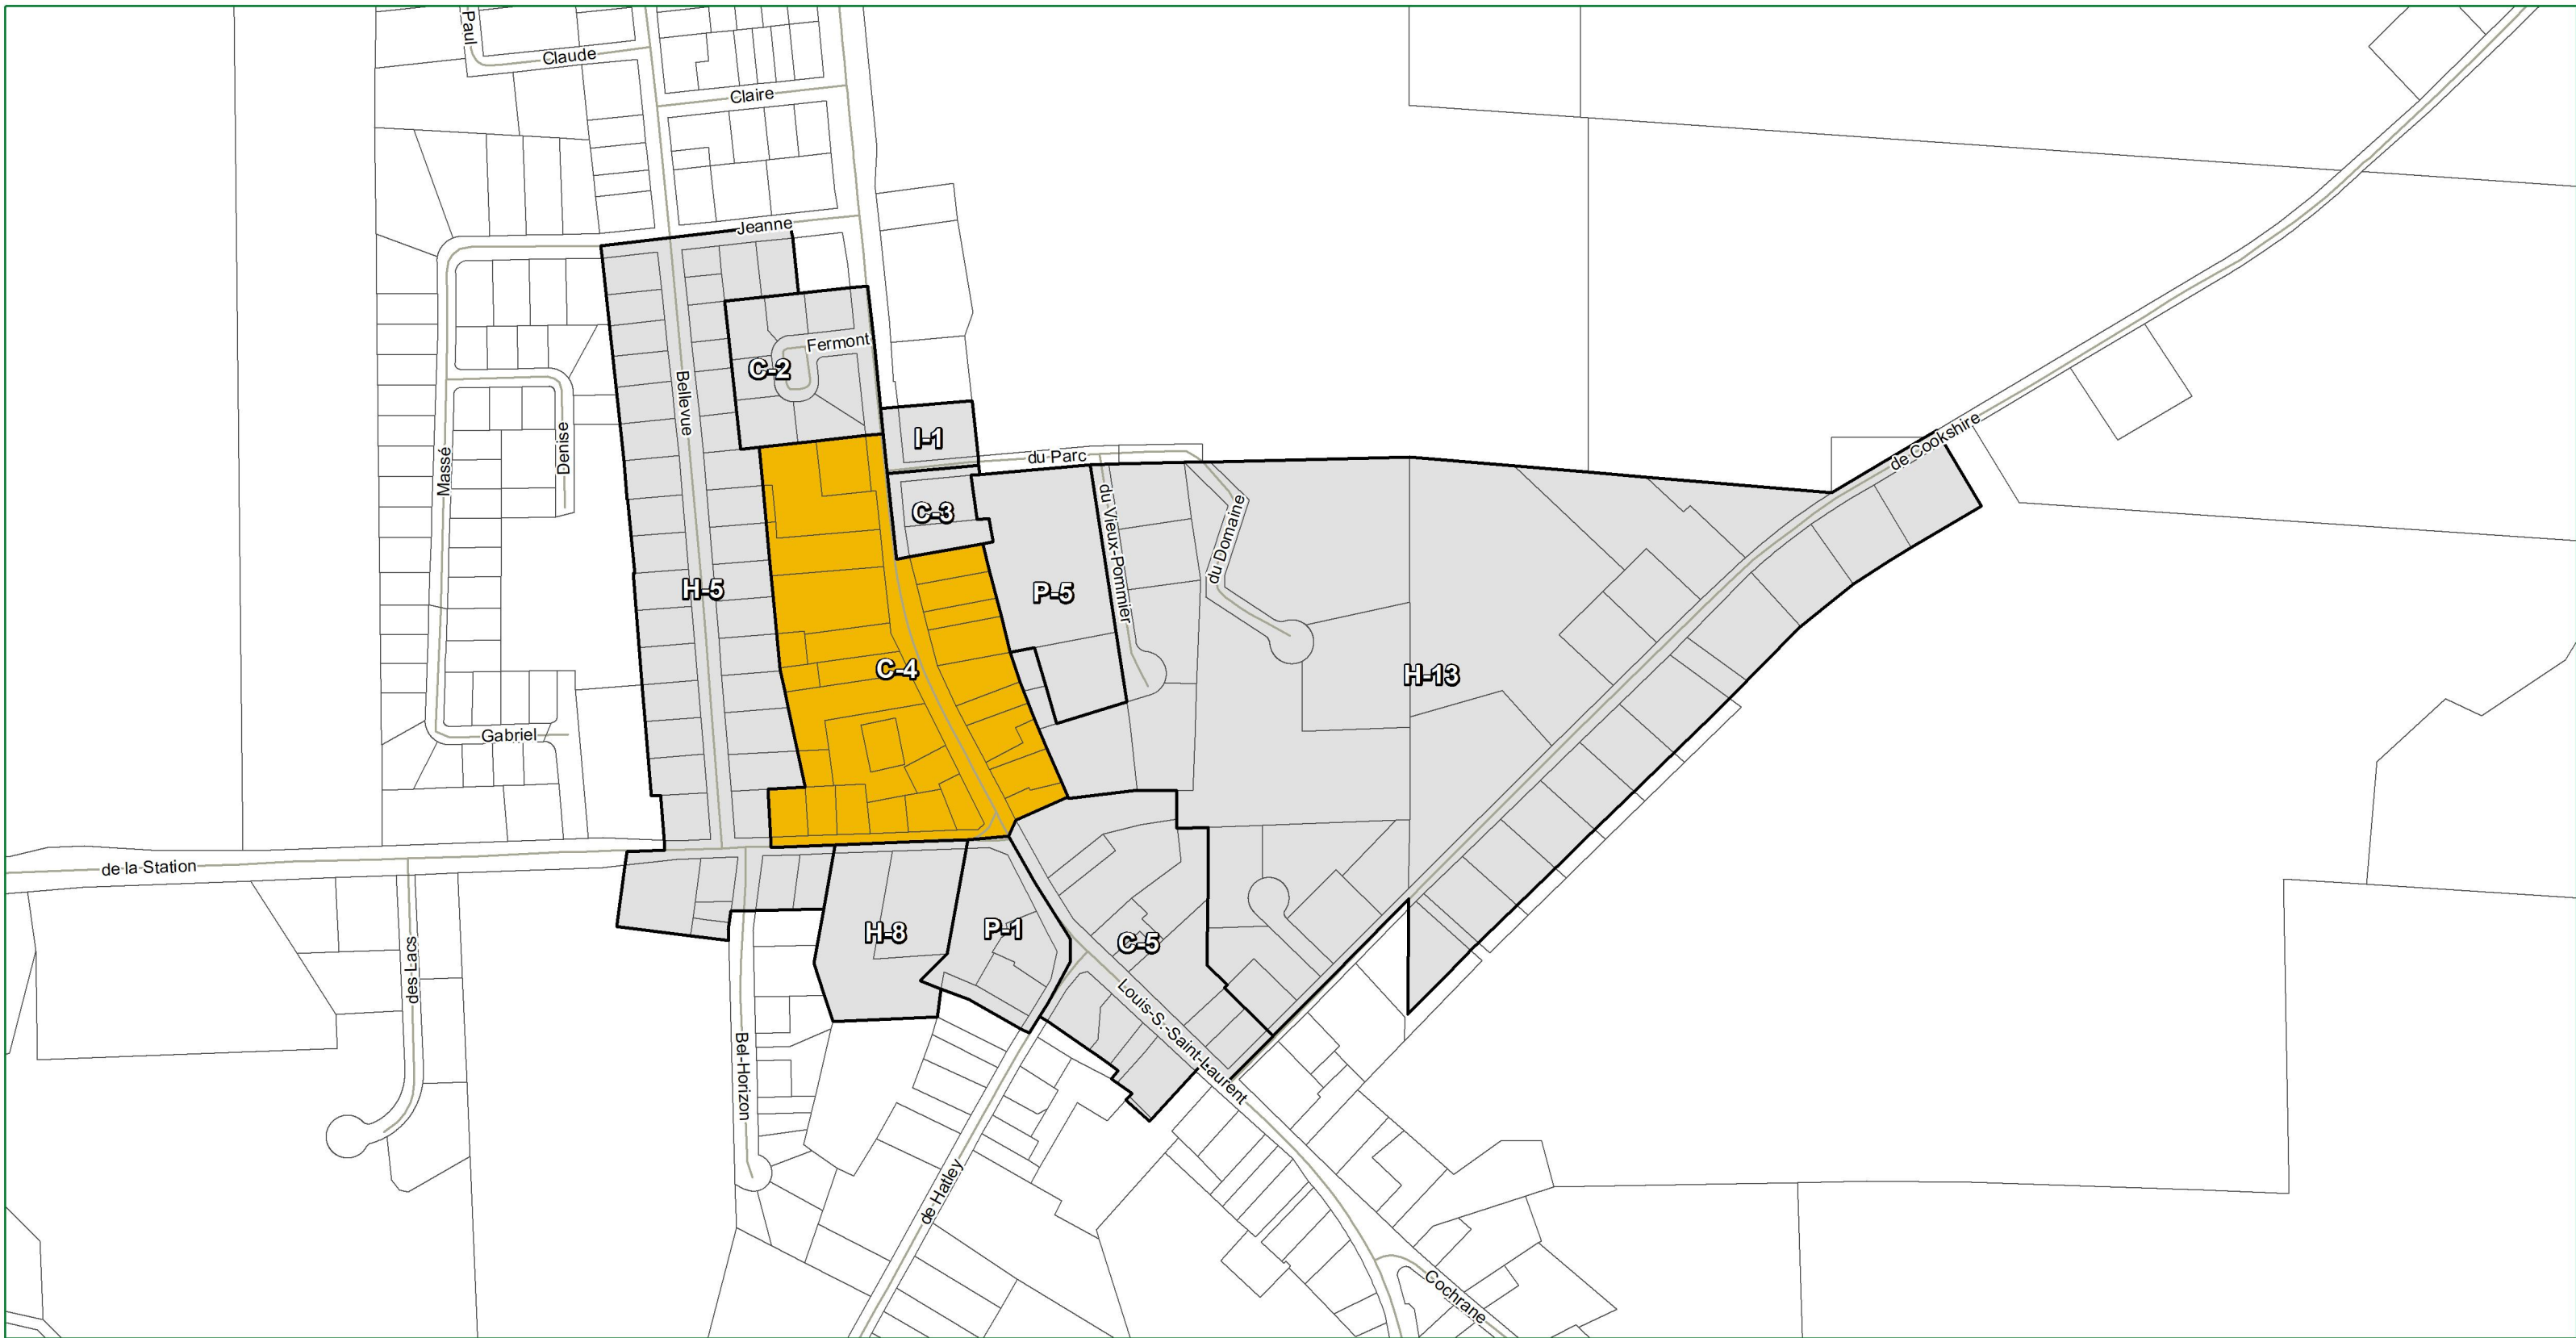 Paul
Claude
Claire
Jeanne
Fermont
C-2
Bellevue
I-1
du Parc
de Cookshire
Massé
Denise
C-3
du Vieux-Pommier
du Domaine
H-5
P-5
C-4
H-13
Gabriel
de la Station
H-8
P-1
C-5
des Lacs
Louis-S.-Saint-Laurent
Bel-Horizon
de Hatley
Cochrane